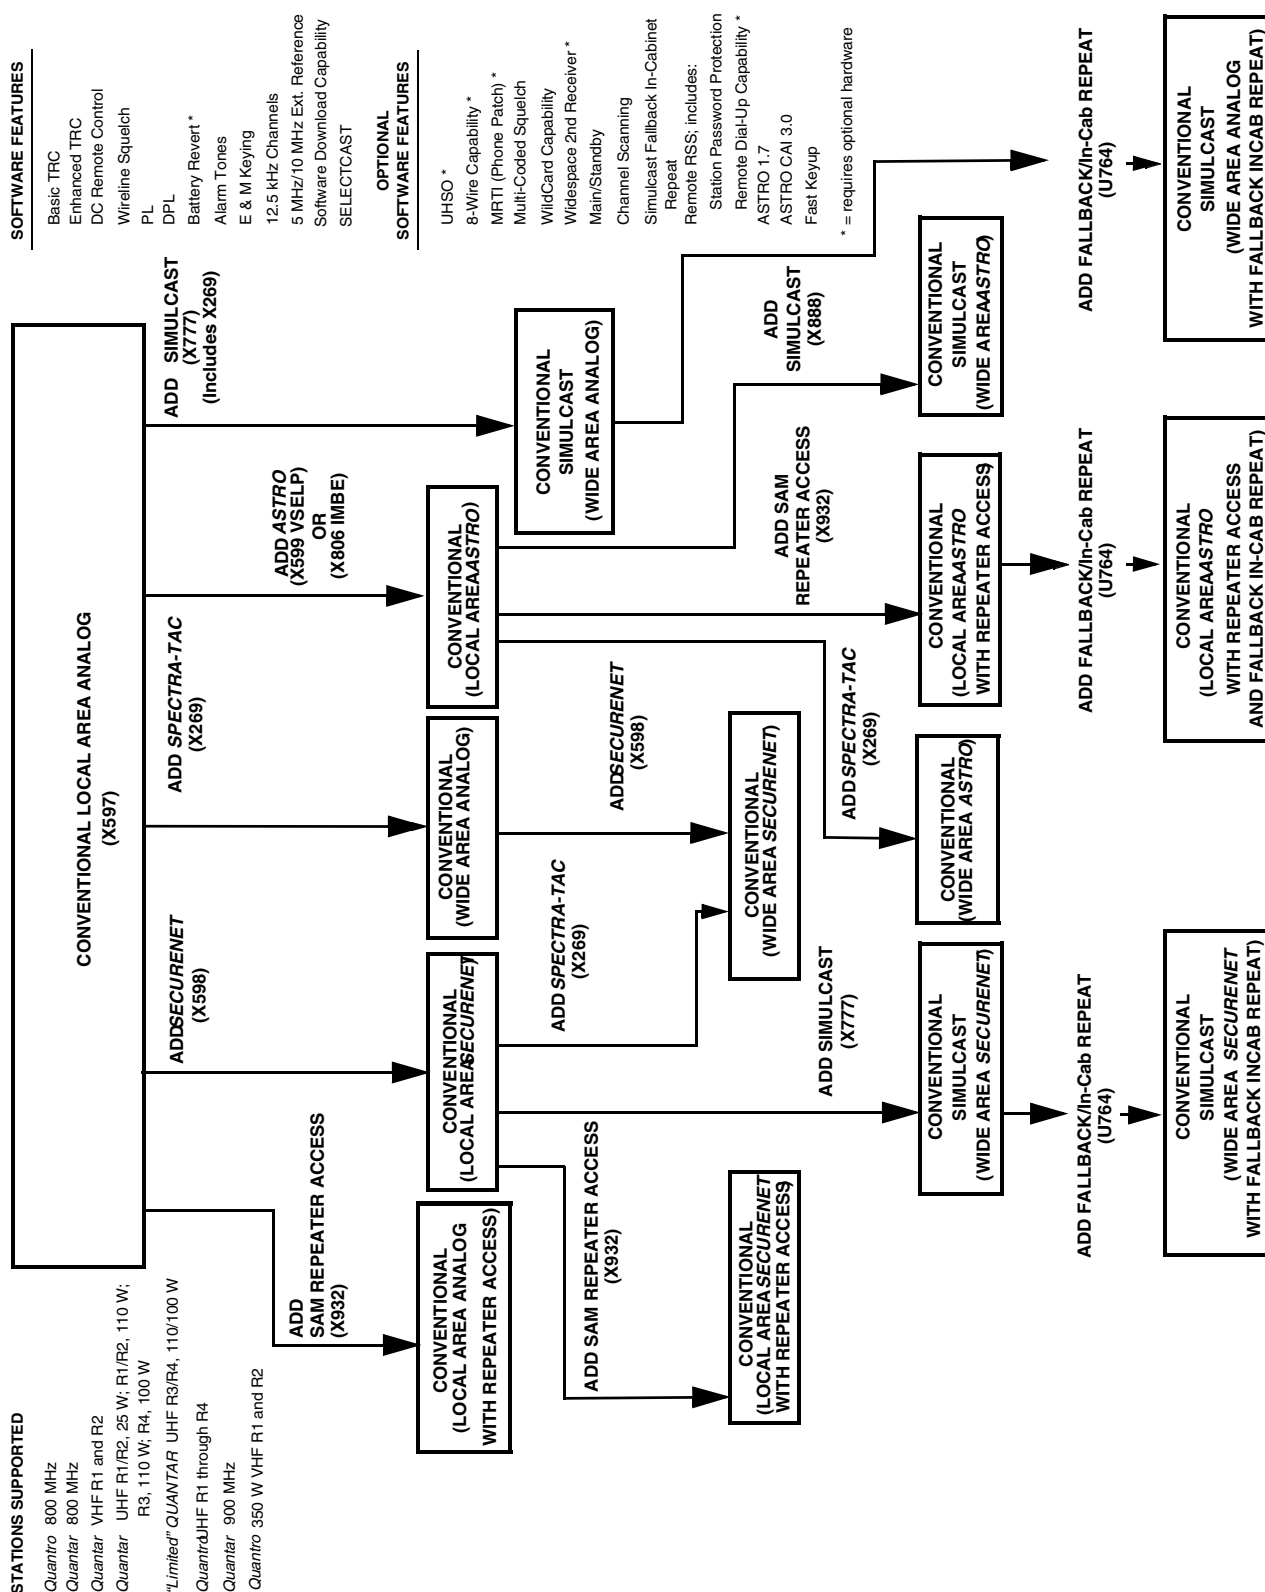 STATIONS SUPPORTED
Quantro 800 MHz
Quantar 800 MHz
Quantar VHF R1 and R2
Quantar UHF R1/R2, 25 W; R1/R2, 110 W;
R3, 110 W; R4, 100 W
"Limited" QUANTAR UHF R3/R4, 110/100 W
Quantro UHF R1 through R4
Quantar 900 MHz
Quantro 350 W VHF R1 and R2
CONVENTIONAL LOCAL AREA ANALOG
(X597)
SOFTWARE FEATURES
Basic TRC
Enhanced TRC
DC Remote Control
Wireline Squelch
PL
DPL
Battery Revert *
Alarm Tones
E & M Keying
12.5 kHz Channels
5 MHz/10 MHz Ext. Reference
Software Download Capability
SELECTCAST
OPTIONAL
SOFTWARE FEATURES
UHSO *
8-Wire Capability *
MRTI (Phone Patch) *
Multi-Coded Squelch
WildCard Capability
Widespace 2nd Receiver *
Main/Standby
Channel Scanning
Simulcast Fallback In-Cabinet
Repeat
Remote RSS; includes:
Station Password Protection
Remote Dial-Up Capability *
ASTRO 1.7
ASTRO CAI 3.0
Fast Keyup
* = requires optional hardware
ADD
SAM REPEATER ACCESS
(X932)
ADD SECURENET
(X598)
ADD SPECTRA-TAC
(X269)
ADD ASTRO
(X599 VSELP)
OR
(X806 IMBE)
ADD SIMULCAST
(X777)
(Includes X269)
CONVENTIONAL
(LOCAL AREA ANALOG
WITH REPEATER ACCESS)
CONVENTIONAL
(LOCAL AREA SECURENET)
CONVENTIONAL
(WIDE AREA ANALOG)
CONVENTIONAL
(LOCAL AREA ASTRO)
CONVENTIONAL
SIMULCAST
(WIDE AREA ANALOG)
ADD SAM REPEATER ACCESS
(X932)
ADD SPECTRA-TAC
(X269)
ADD SECURENET
(X598)
CONVENTIONAL
(LOCAL AREA SECURENET
WITH REPEATER ACCESS)
CONVENTIONAL
(WIDE AREA SECURENET)
ADD SIMULCAST
(X777)
ADD SPECTRA-TAC
(X269)
ADD SAM
REPEATER ACCESS
(X932)
ADD
SIMULCAST
(X888)
CONVENTIONAL
SIMULCAST
(WIDE AREA SECURENET)
CONVENTIONAL
(WIDE AREA ASTRO)
CONVENTIONAL
(LOCAL AREA ASTRO
WITH REPEATER ACCESS)
CONVENTIONAL
SIMULCAST
(WIDE AREA ASTRO)
ADD FALLBACK/In-Cab REPEAT
(U764)
ADD FALLBACK/In-Cab REPEAT
(U764)
ADD FALLBACK/In-Cab REPEAT
(U764)
CONVENTIONAL
SIMULCAST
(WIDE AREA SECURENET
WITH FALLBACK INCAB REPEAT)
CONVENTIONAL
(LOCAL AREA ASTRO
WITH REPEATER ACCESS
AND FALLBACK IN-CAB REPEAT)
CONVENTIONAL
SIMULCAST
(WIDE AREA ANALOG
WITH FALLBACK INCAB REPEAT)